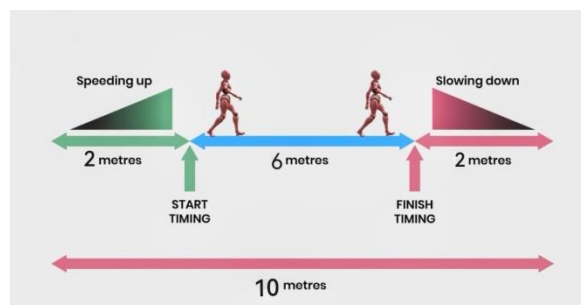 Speeding up
Slowing down
2 metres
6 metres
2 metres
START
TIMING
FINISH
TIMING
10 metres